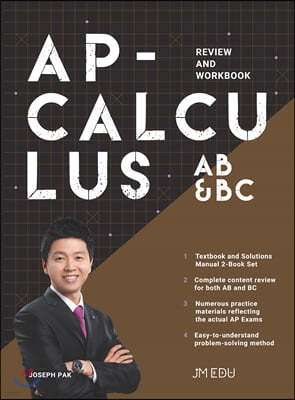 AP-
CALCU
LUS
REVIEW
AND
WORKBOOK
AB
&BC
1 Textbook and Solutions
Manual 2-Book Set
2 Complete content review
for both AB and BC
3 Numerous practice
materials reflecting
the actual AP Exams
4 Easy-to-understand
problem-solving method
JOSEPH PAK
JM EDU